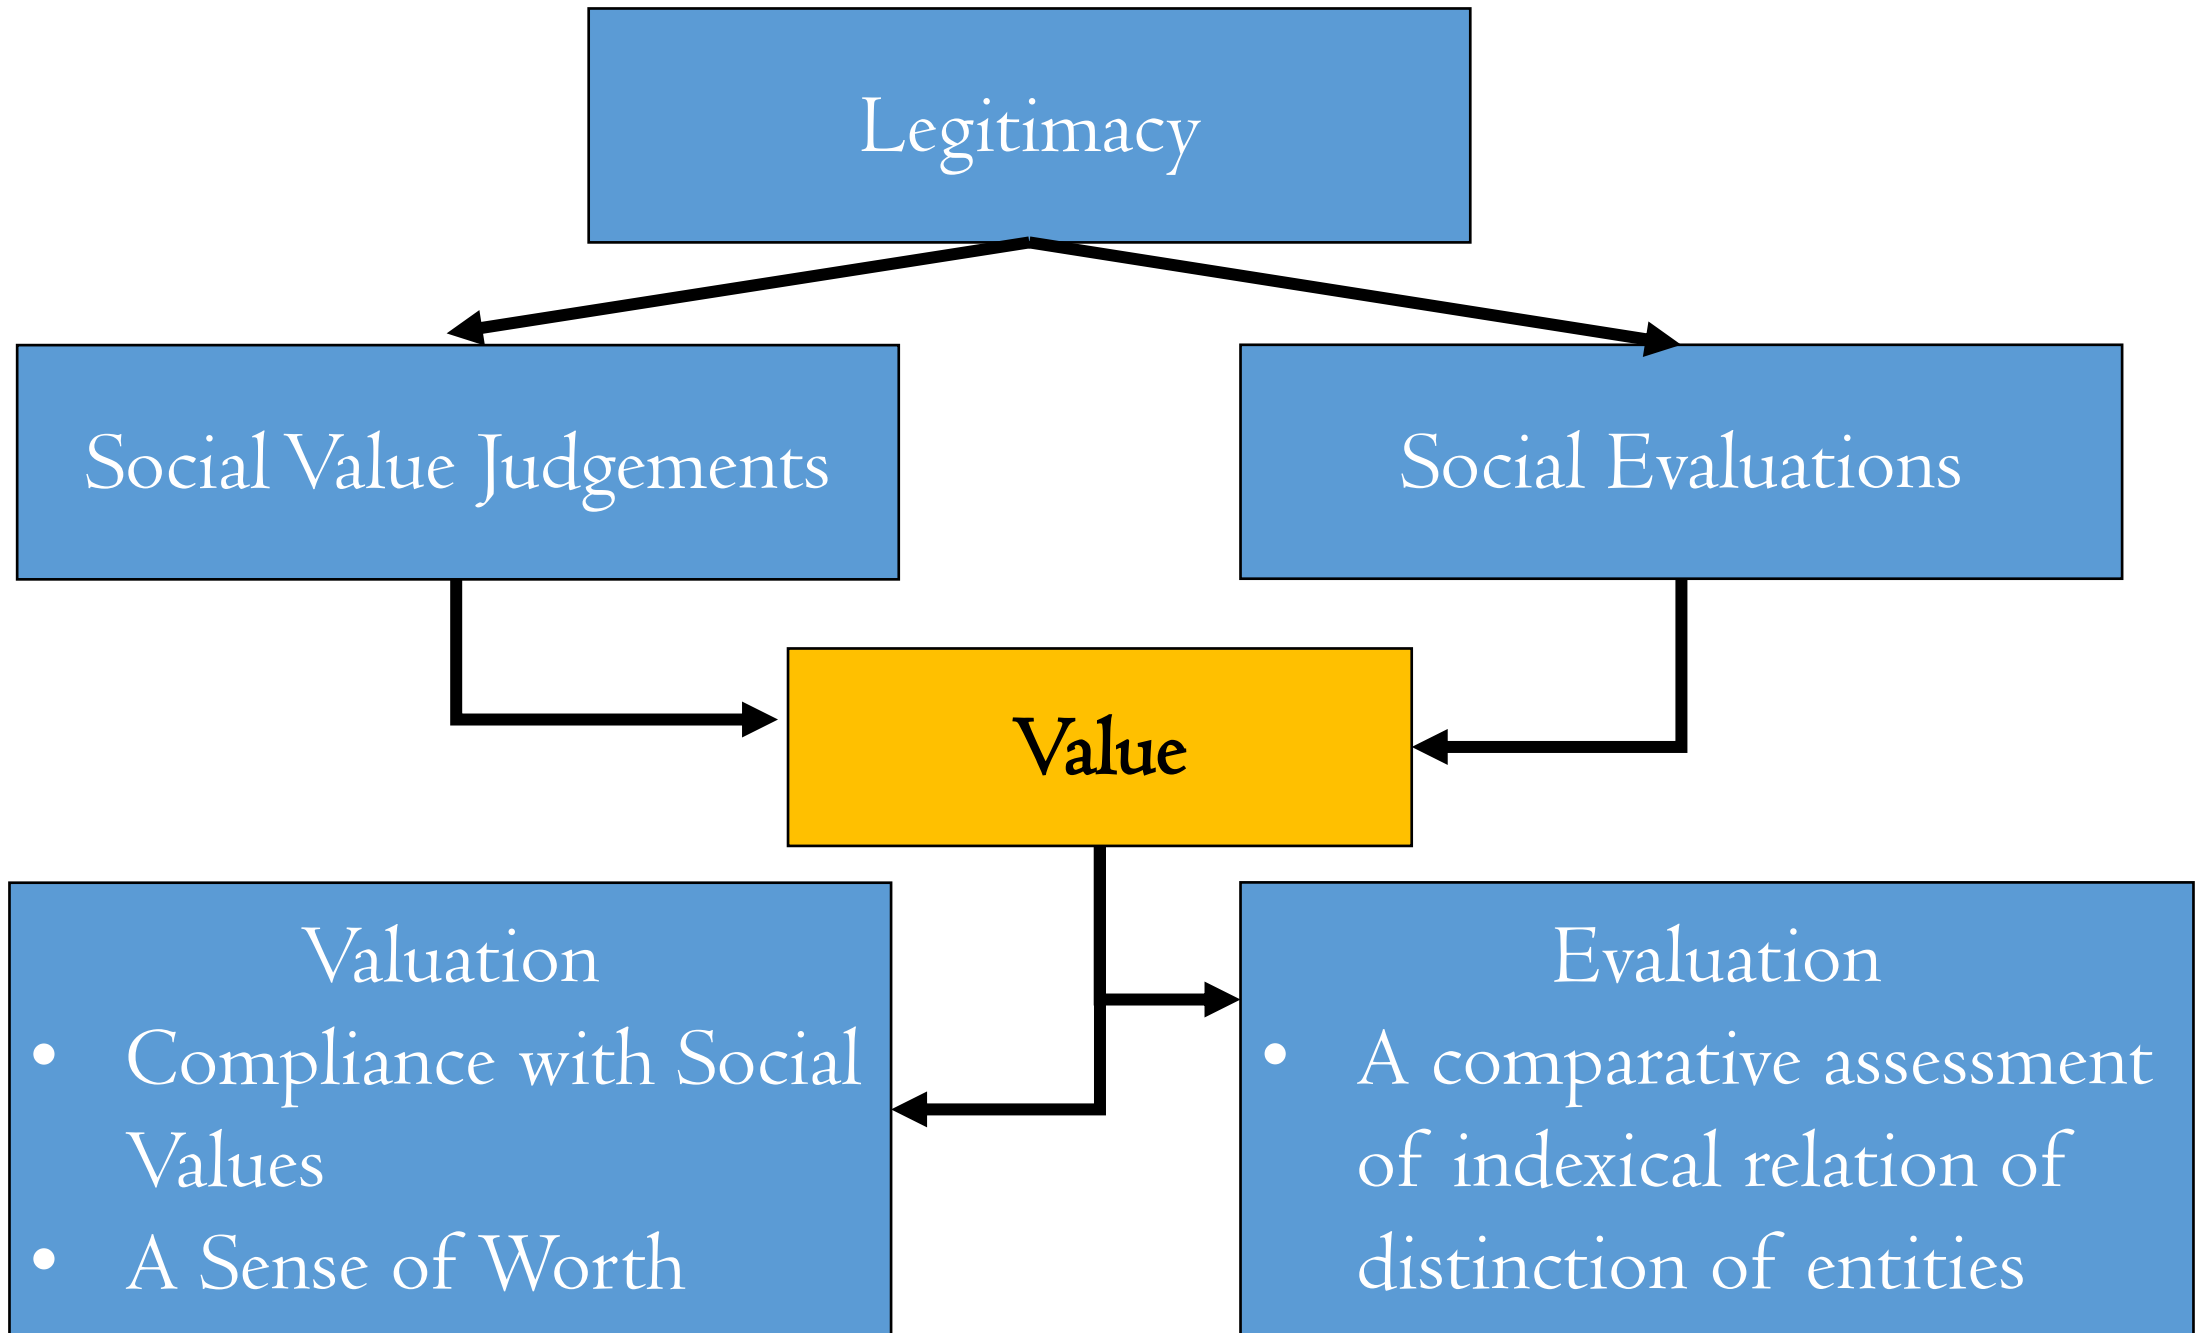 Legitimacy
Social Value Judgements
Social Evaluations
Value
Valuation
• Compliance with Social
Values
• A Sense of Worth
Evaluation
• A comparative assessment
of indexical relation of
distinction of entities